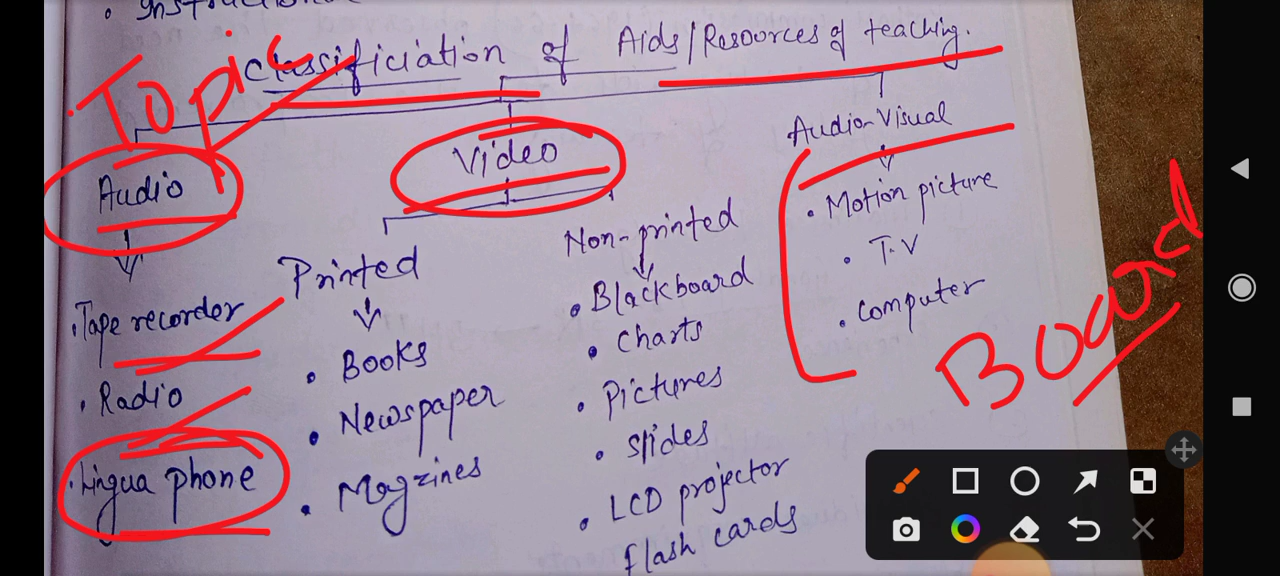 • Instruction
Topic
Classificiation of Aids/Resources of teaching.
Audio
• Tape recorder
• Radio
• Lingua phone
Video
Printed
• Books
• Newspaper
• Magzines
Non-printed
• Blackboard
• Charts
• Pictures
• Slides
• LCD projector
flash cards
Audio-Visual
• Motion picture
• T.V
• Computer
Board